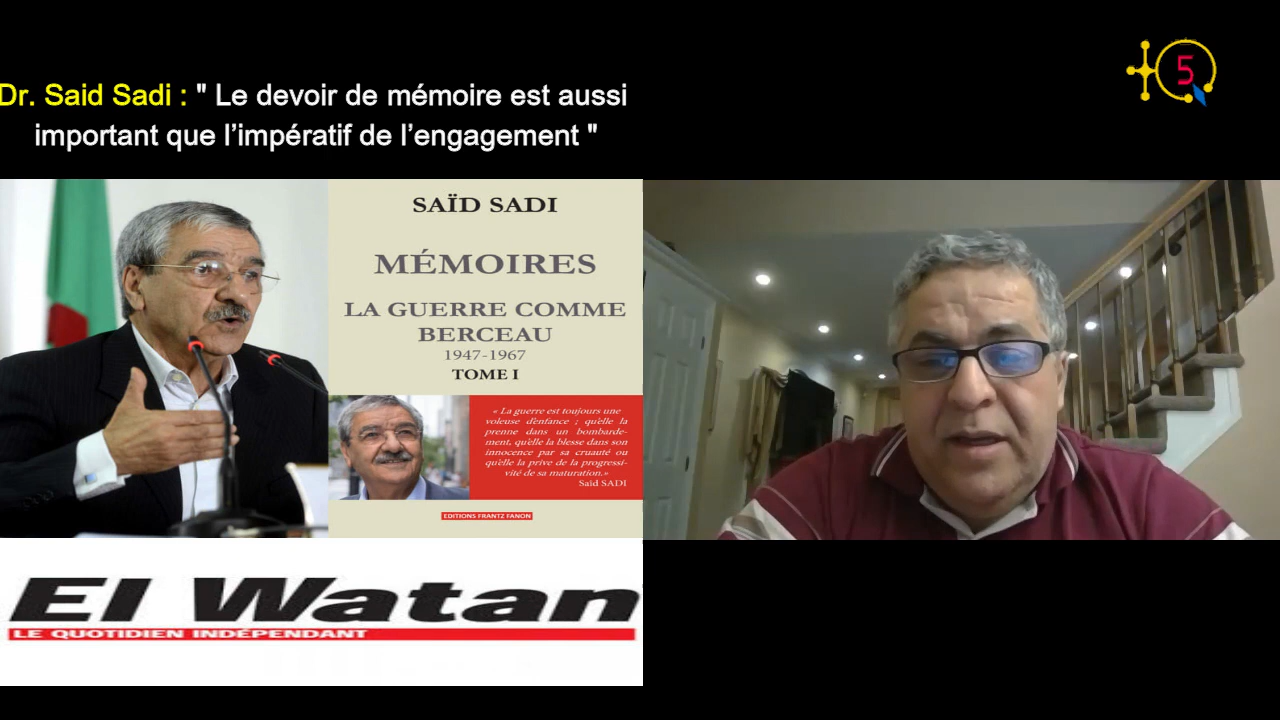 Dr. Said Sadi : " Le devoir de mémoire est aussi
important que l’impératif de l’engagement "
5
SAÏD SADI
MÉMOIRES
LA GUERRE COMME
BERCEAU
1947-1967
TOME I
« La guerre est toujours une
voleuse d'enfance ; qu'elle la
prenne dans un bombarde-
ment, qu'elle la blesse dans son
innocence par sa cruauté ou
qu'elle la prive de la progressi-
vité de sa maturation.»
Saïd SADI
EDITIONS FRANTZ FANON
El Watan
LE QUOTIDIEN INDÉPENDANT